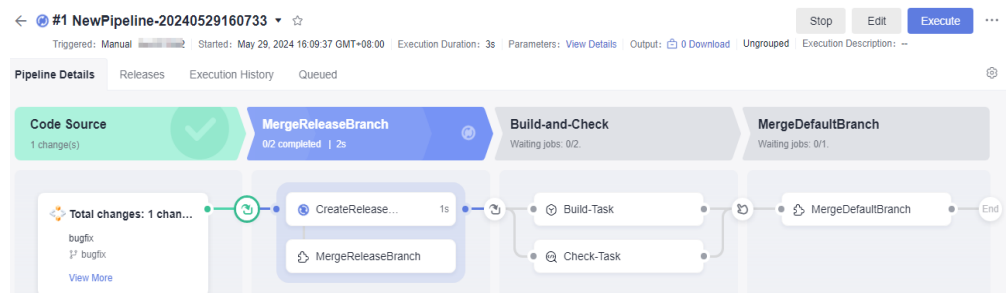 #1 NewPipeline-20240529160733
Stop Edit Execute
Triggered: Manual Started: May 29, 2024 16:09:37 GMT+08:00 Execution Duration: 3s Parameters: View Details Output: 0 Download Ungrouped Execution Description: --
Pipeline Details Releases Execution History Queued
Code Source MergeReleaseBranch Build-and-Check MergeDefaultBranch
1 change(s) 0/2 completed | 2s Waiting jobs: 0/2. Waiting jobs: 0/1.
Total changes: 1 chan... CreateRelease... 1s Build-Task MergeDefaultBranch End
bugfix
bugfix MergeReleaseBranch Check-Task
View More